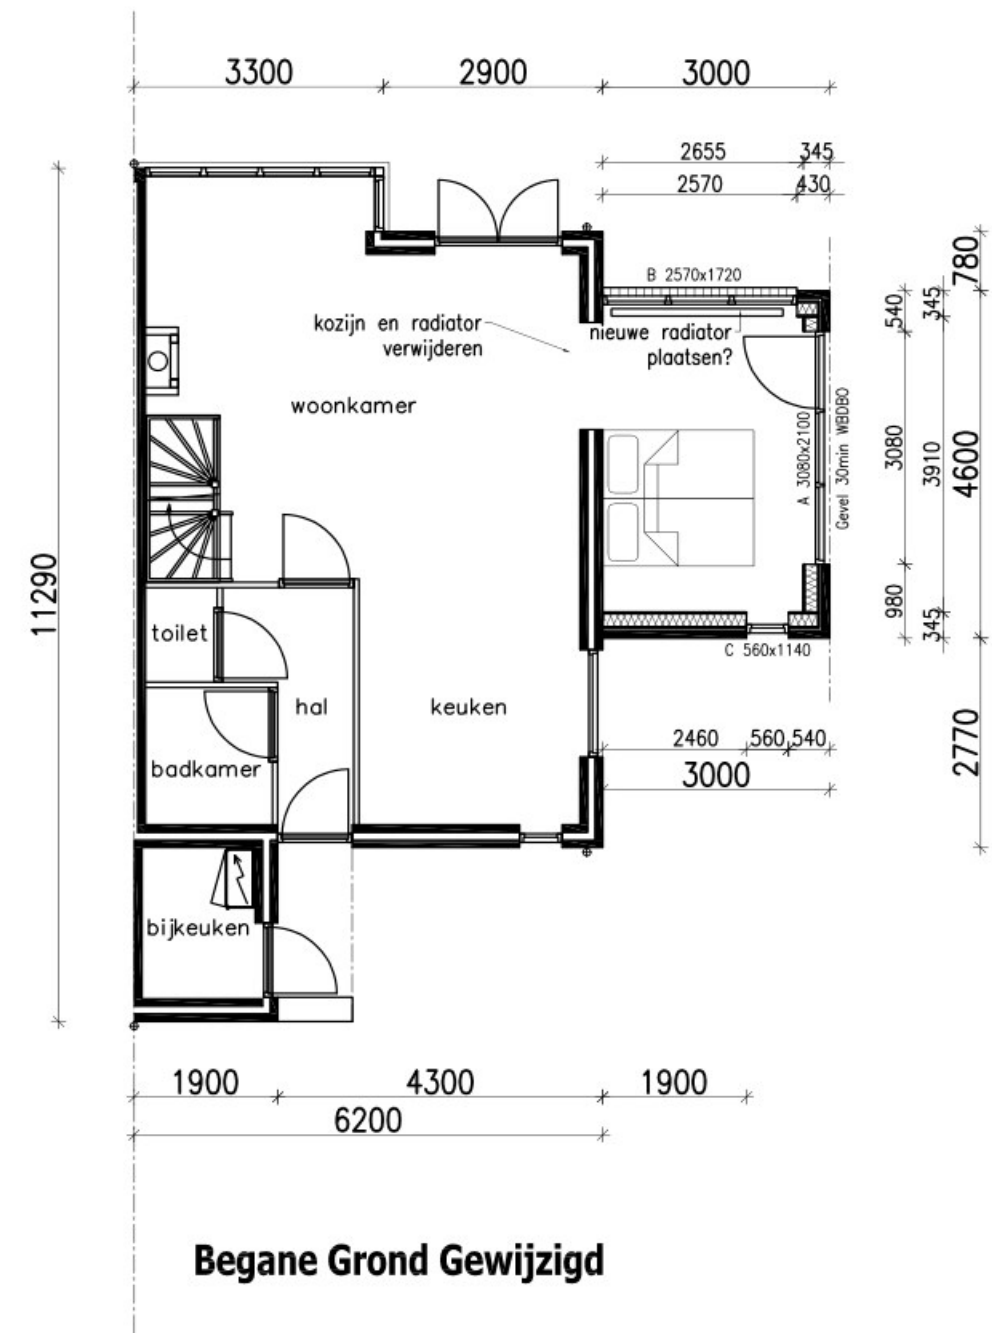 3300 2900 3000
2655 345
2570 430
780
B 2570x1720
540 345
kozijn en radiator
verwijderen
nieuwe radiator
plaatsen?
woonkamer
A 3080x2100
Gevel 30min WBDBO
3080 3910 4600
11290
980 345
toilet
C 560x1140
hal
keuken
2460 560 540
3000
2770
badkamer
bijkeuken
1900 4300 1900
6200
Begane Grond Gewijzigd